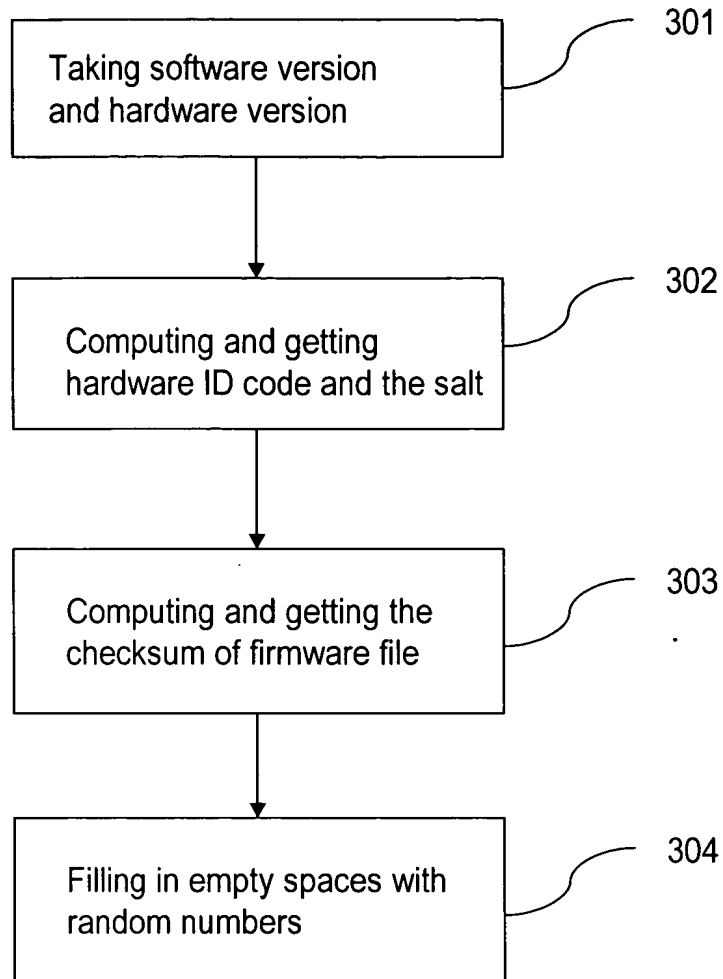 301
Taking software version
and hardware version
302
Computing and getting
hardware ID code and the salt
303
Computing and getting the
checksum of firmware file
304
Filling in empty spaces with
random numbers